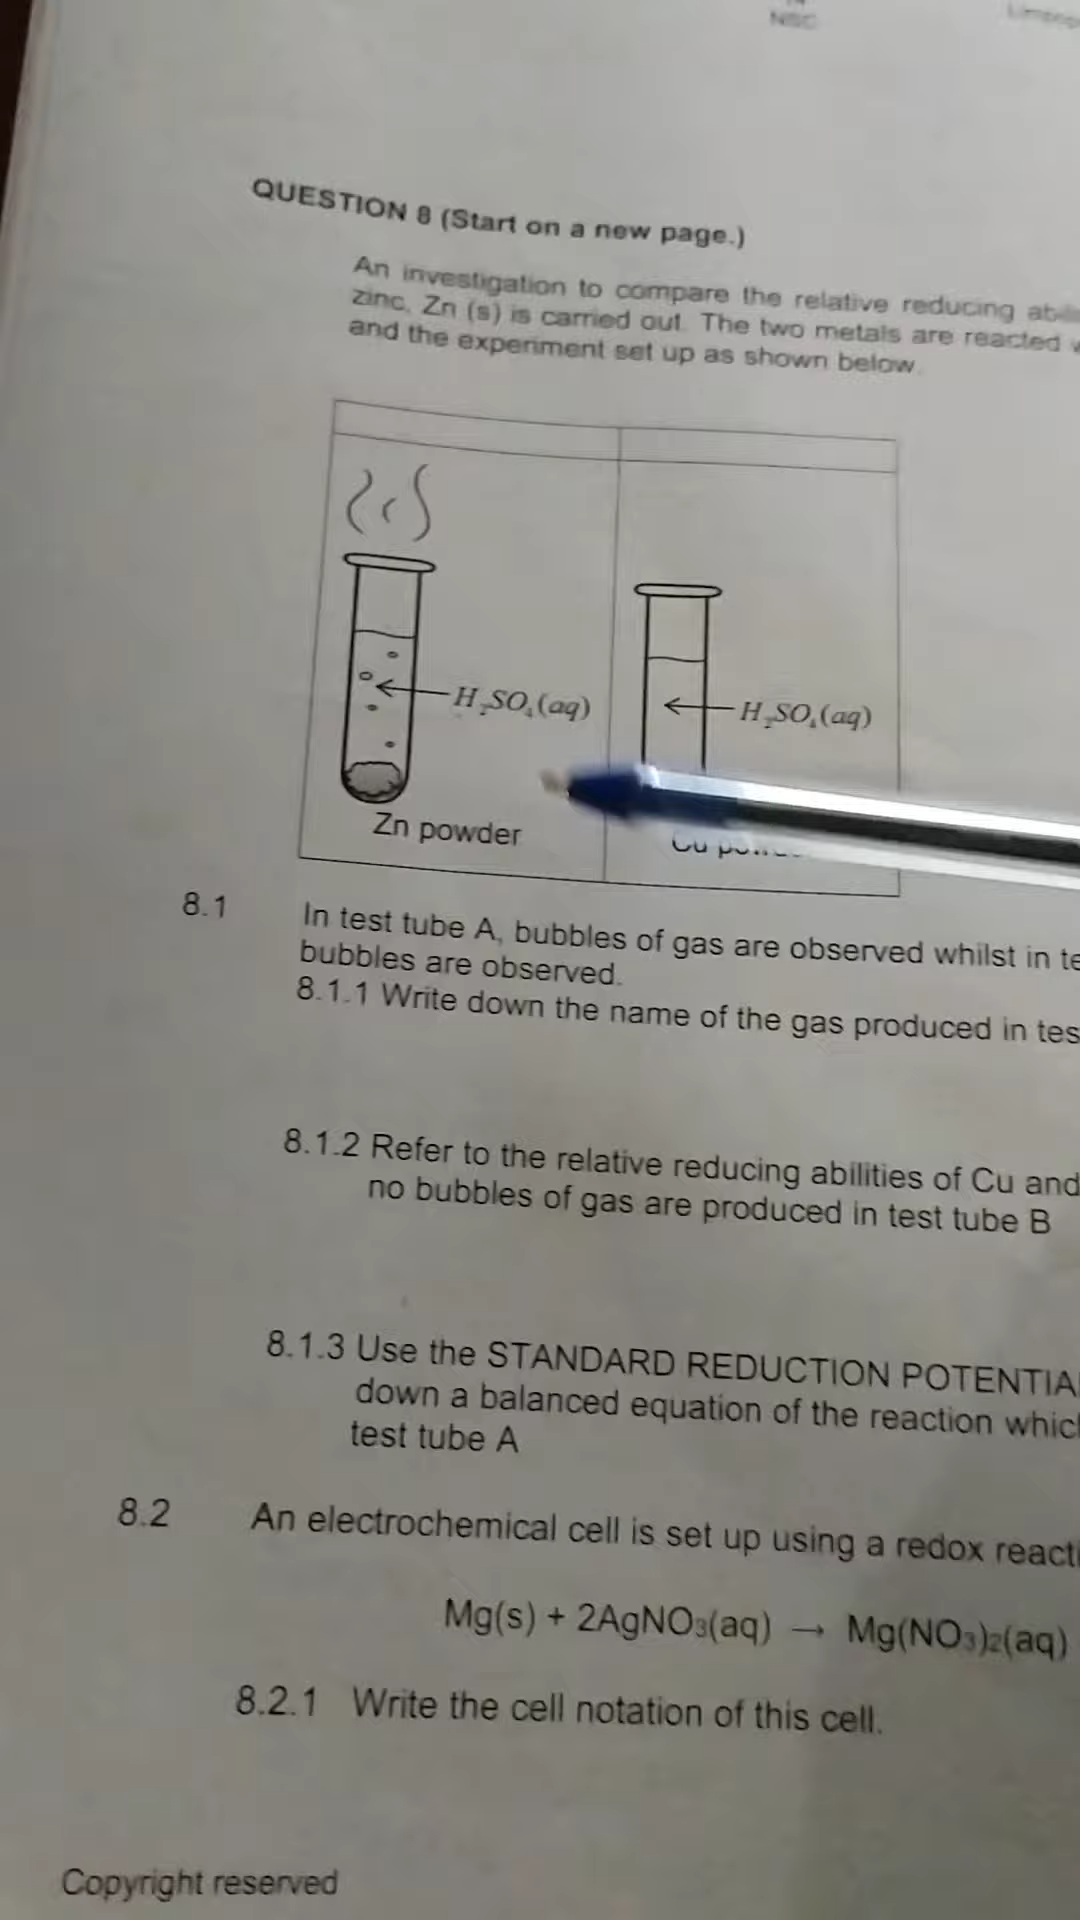 NSC
QUESTION 8 (Start on a new page.)
An investigation to compare the relative reducing
zinc, Zn (s) is carried out. The two metals are reacted
and the experiment set up as shown below.
H₂SO₄(aq)
H₂SO₄(aq)
Zn powder
Cu
8.1 In test tube A, bubbles of gas are observed whilst in
bubbles are observed.
8.1.1 Write down the name of the gas produced in
8.1.2 Refer to the relative reducing abilities of Cu and
no bubbles of gas are produced in test tube B
8.1.3 Use the STANDARD REDUCTION
down a balanced equation of the reaction
test tube A
8.2 An electrochemical cell is set up using a redox
Mg(s) + 2AgNO₃(aq) → Mg(NO₃)₂(aq)
8.2.1 Write the cell notation of this cell.
Copyright reserved